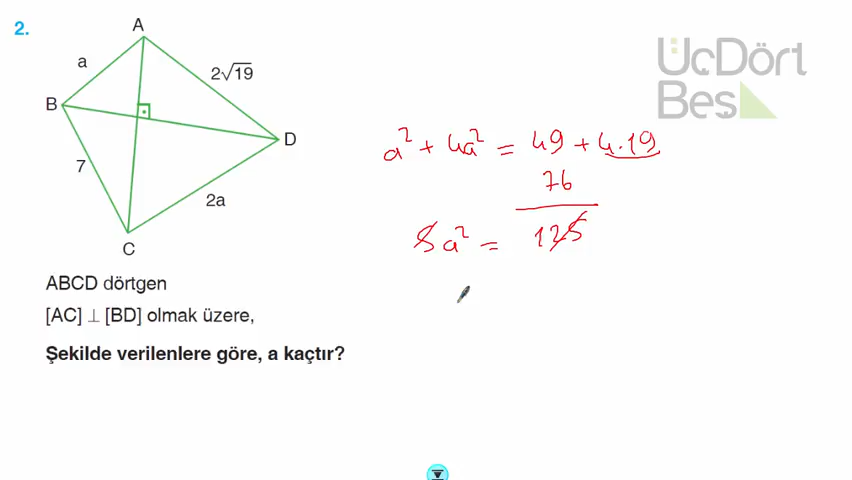 2.
A
a
2√19
B
D
7
2a
C
ABCD dörtgen
[AC] ⊥ [BD] olmak üzere,
Şekilde verilenlere göre, a kaçtır?
ÜçDört
Beş
a² + 4a² = 49 + 4.19
76
5a² = 125